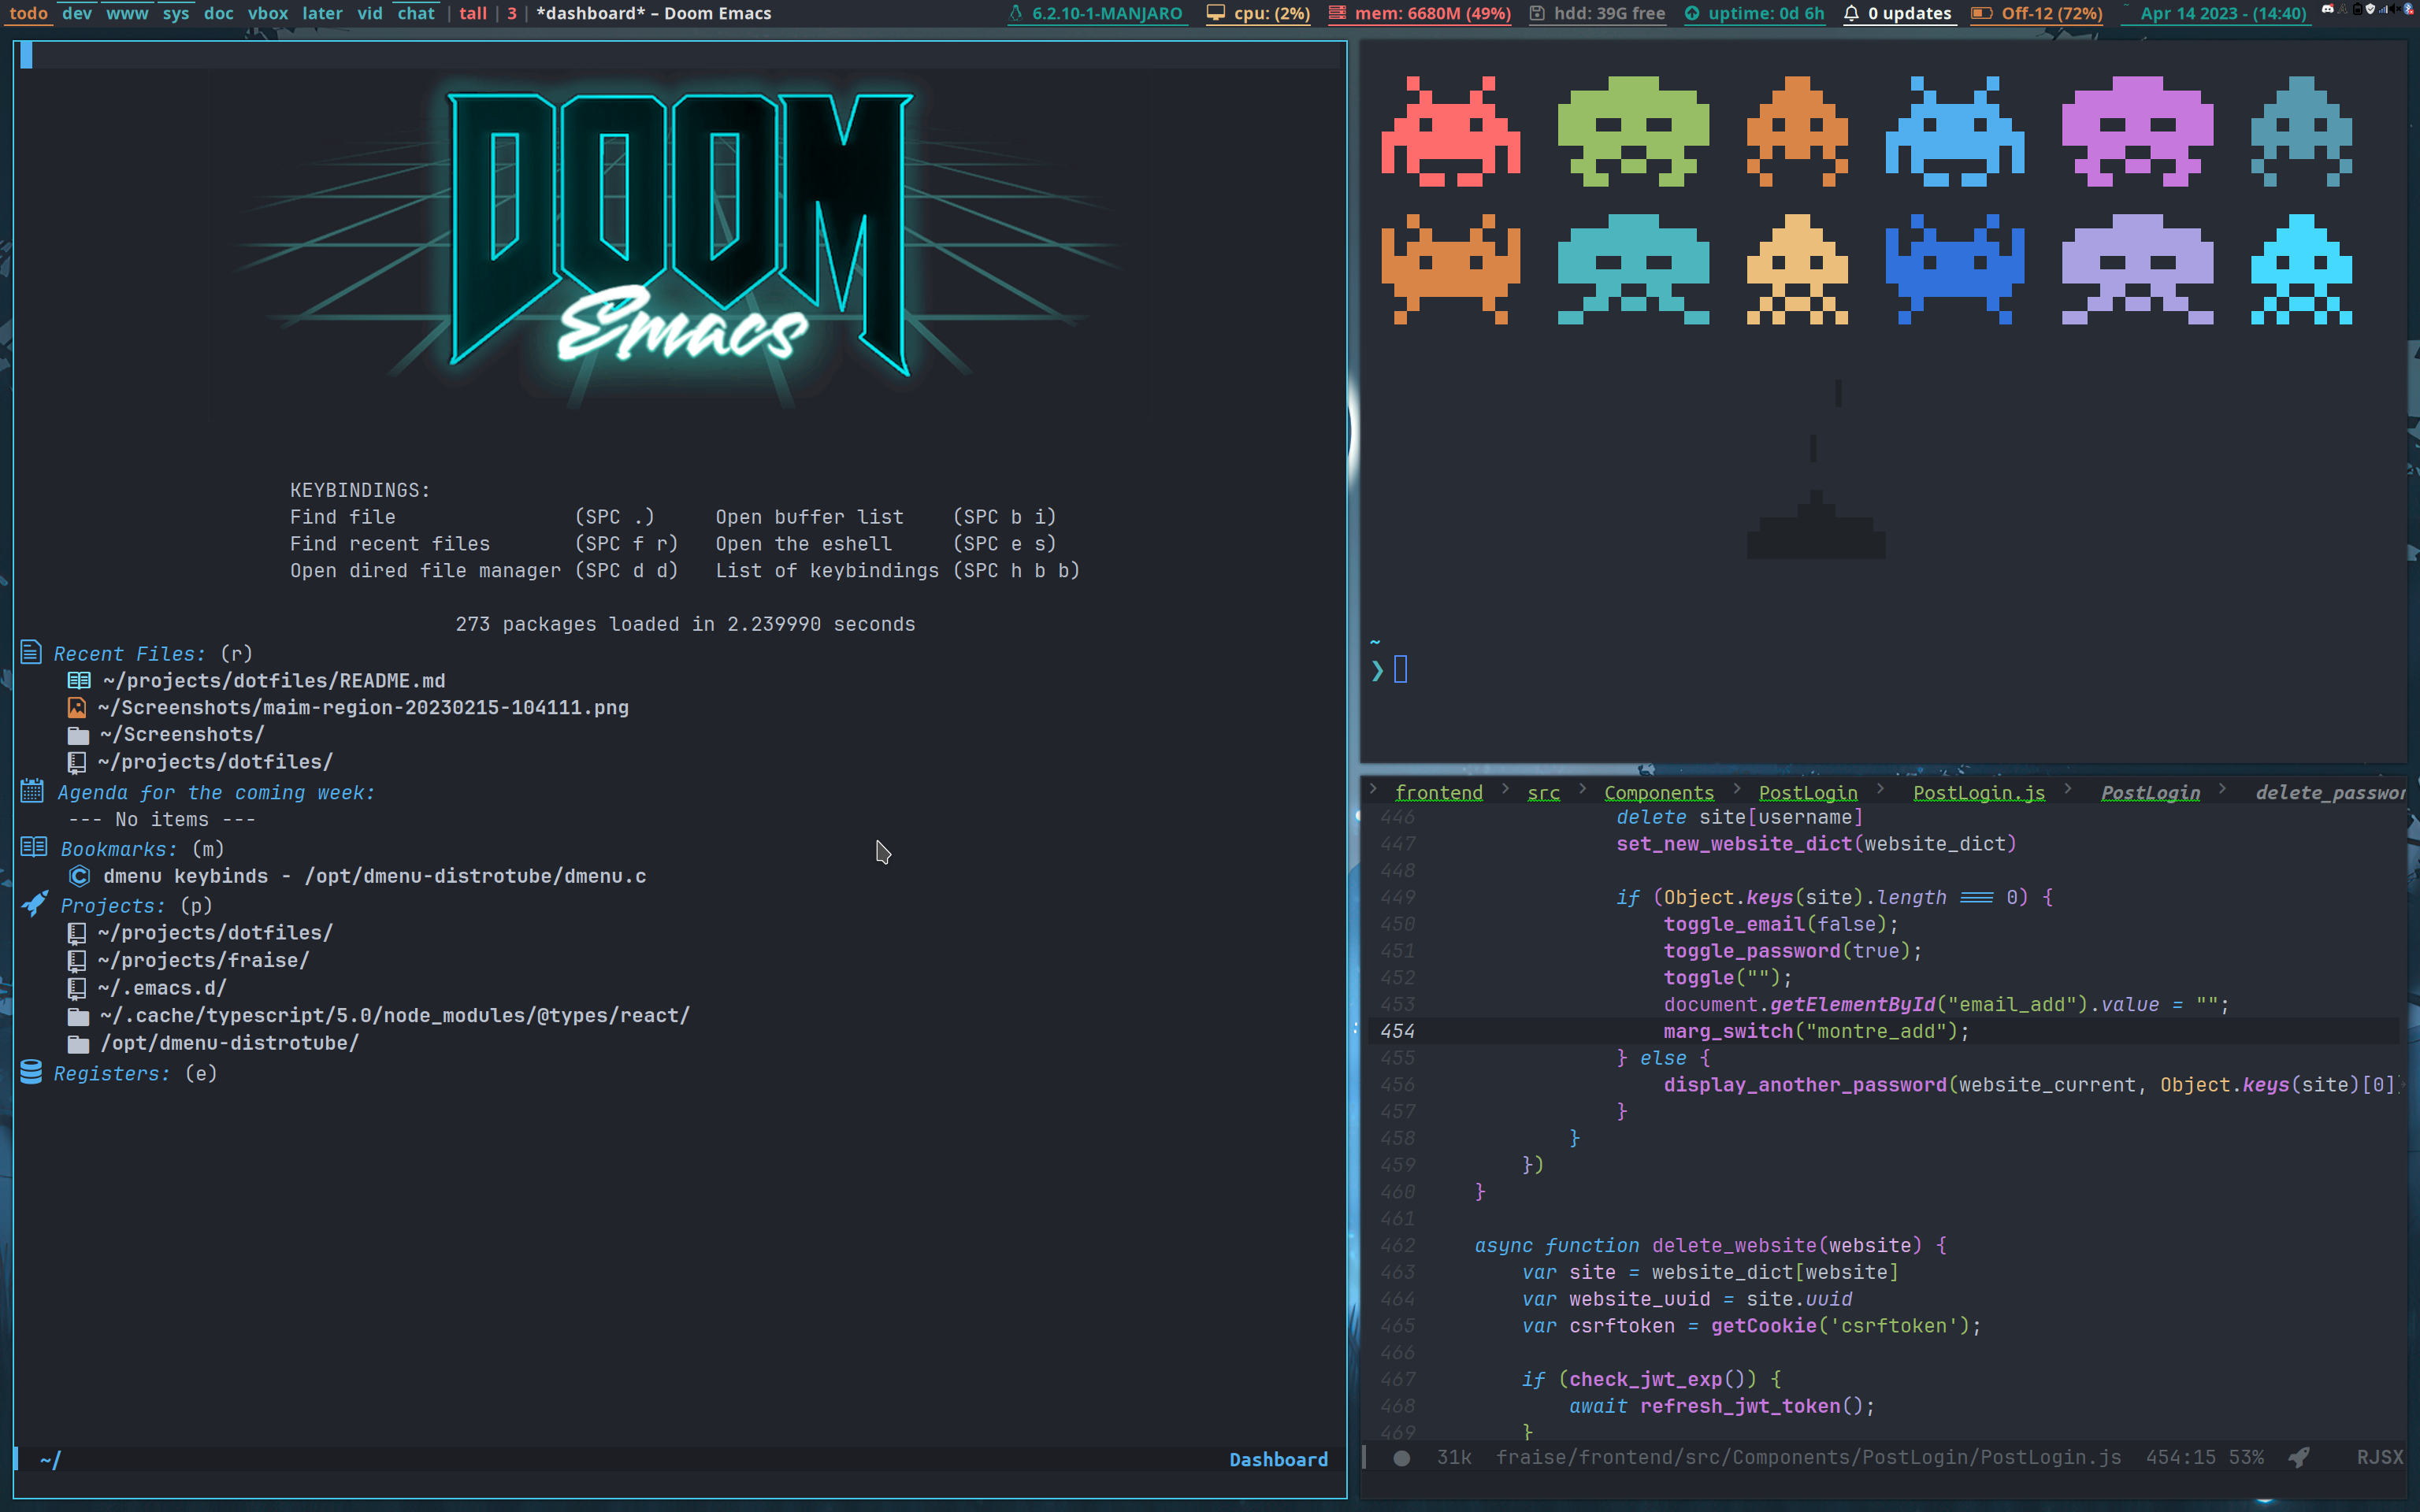 todo dev www sys doc vbox later vid chat | tall | 3 | *dashboard* – Doom Emacs 6.2.10-1-MANJARO cpu: (2%) mem: 6680M (49%) hdd: 39G free uptime: 0d 6h 0 updates Off-12 (72%) Apr 14 2023 - (14:40)
DOOM
Emacs
KEYBINDINGS:
Find file (SPC .) Open buffer list (SPC b i)
Find recent files (SPC f r) Open the eshell (SPC e s)
Open dired file manager (SPC d d) List of keybindings (SPC h b b)
273 packages loaded in 2.239990 seconds
Recent Files: (r)
~/projects/dotfiles/README.md
~/Screenshots/maim-region-20230215-104111.png
~/Screenshots/
~/projects/dotfiles/
Agenda for the coming week:
--- No items ---
Bookmarks: (m)
dmenu keybinds - /opt/dmenu-distrotube/dmenu.c
Projects: (p)
~/projects/dotfiles/
~/projects/fraise/
~/.emacs.d/
~/.cache/typescript/5.0/node_modules/@types/react/
/opt/dmenu-distrotube/
Registers: (e)
~/ Dashboard
~
❯
> frontend > src > Components > PostLogin > PostLogin.js > PostLogin > delete_passwor
446 delete site[username]
447 set_new_website_dict(website_dict)
448
449 if (Object.keys(site).length === 0) {
450 toggle_email(false);
451 toggle_password(true);
452 toggle("");
453 document.getElementById("email_add").value = "";
454 marg_switch("montre_add");
455 } else {
456 display_another_password(website_current, Object.keys(site)[0]
457 }
458 }
459 })
460 }
461
462 async function delete_website(website) {
463 var site = website_dict[website]
464 var website_uuid = site.uuid
465 var csrftoken = getCookie('csrftoken');
466
467 if (check_jwt_exp()) {
468 await refresh_jwt_token();
469 }
31k fraise/frontend/src/Components/PostLogin/PostLogin.js 454:15 53% RJSX